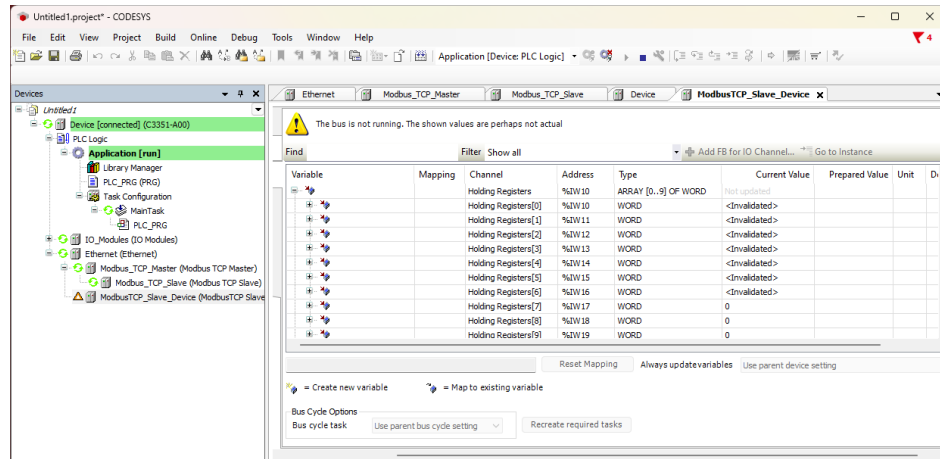 Untitled1.project* - CODESYS
File Edit View Project Build Online Debug Tools Window Help
4
Application [Device: PLC Logic]
Devices
Ethernet Modbus_TCP_Master Modbus_TCP_Slave Device ModbusTCP_Slave_Device
Untitled1
Device [connected] (C3351-A00)
PLC Logic
Application [run]
Library Manager
PLC_PRG (PRG)
Task Configuration
MainTask
PLC_PRG
IO_Modules (IO Modules)
Ethernet (Ethernet)
Modbus_TCP_Master (Modbus TCP Master)
Modbus_TCP_Slave (Modbus TCP Slave)
ModbusTCP_Slave_Device (ModbusTCP Slave
The bus is not running. The shown values are perhaps not actual
Find Filter Show all Add FB for IO Channel... Go to Instance
Variable Mapping Channel Address Type Current Value Prepared Value Unit De
Holding Registers %IW10 ARRAY [0..9] OF WORD Not updated
Holding Registers[0] %IW10 WORD <Invalidated>
Holding Registers[1] %IW11 WORD <Invalidated>
Holding Registers[2] %IW12 WORD <Invalidated>
Holding Registers[3] %IW13 WORD <Invalidated>
Holding Registers[4] %IW14 WORD <Invalidated>
Holding Registers[5] %IW15 WORD <Invalidated>
Holding Registers[6] %IW16 WORD <Invalidated>
Holding Registers[7] %IW17 WORD 0
Holding Registers[8] %IW18 WORD 0
Holding Registers[9] %IW19 WORD 0
Reset Mapping Always update variables Use parent device setting
= Create new variable = Map to existing variable
Bus Cycle Options
Bus cycle task Use parent bus cycle setting Recreate required tasks